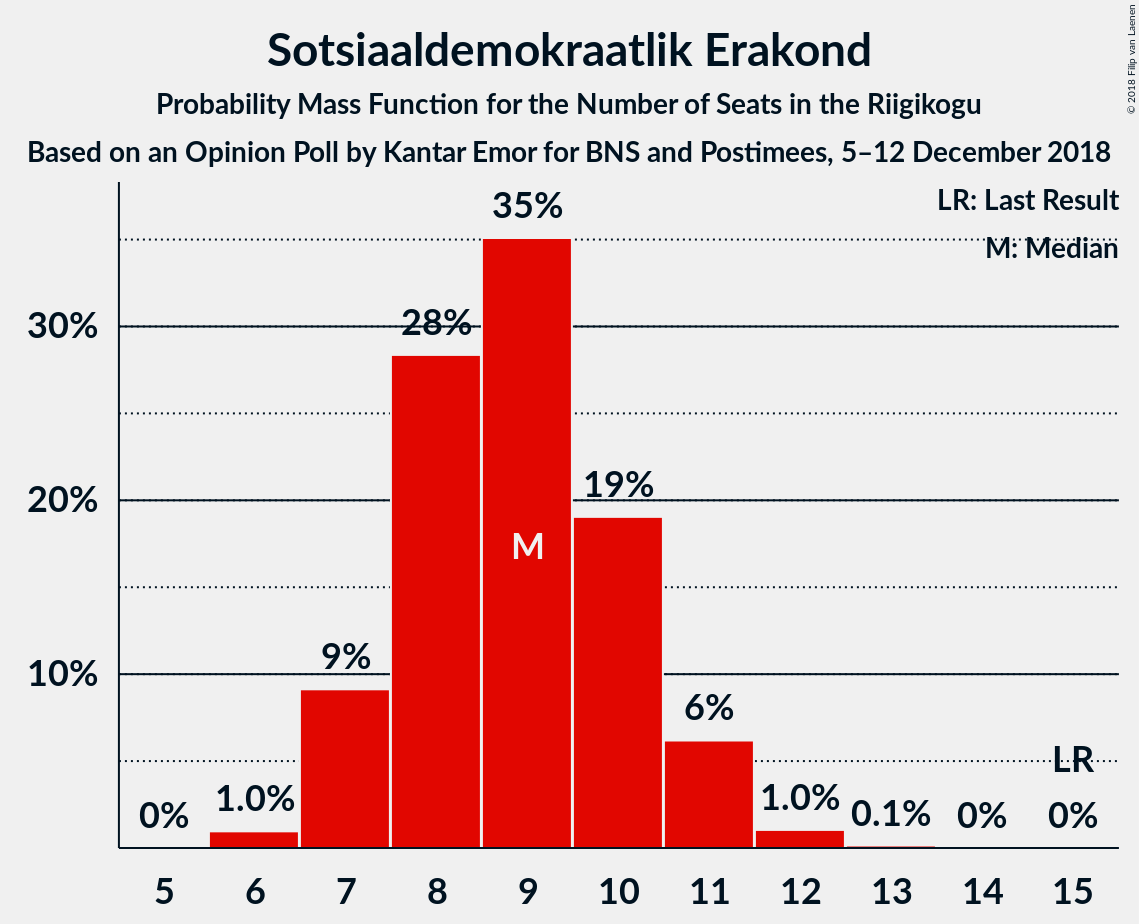 Sotsiaaldemokraatlik Erakond
Probability Mass Function for the Number of Seats in the Riigikogu
Based on an Opinion Poll by Kantar Emor for BNS and Postimees, 5–12 December 2018
© 2018 Filip van Laenen
LR: Last Result
M: Median
35%
30%
28%
20%
19%
M
10%
9%
6%
LR
0%
1.0%
1.0%
0.1%
0%
0%
5 6 7 8 9 10 11 12 13 14 15